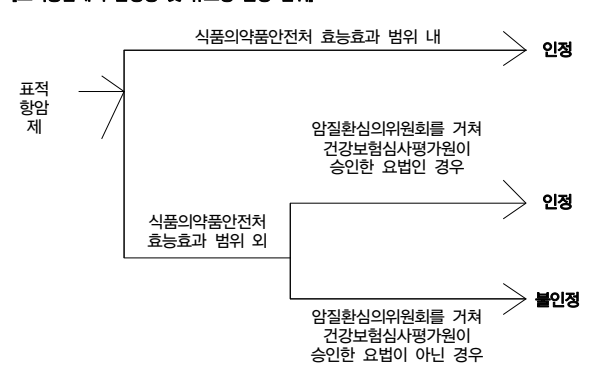 식품의약품안전처 효능효과 범위 내
인정
표적
항암
제
암질환심의위원회를 거쳐
건강보험심사평가원이
승인한 요법인 경우
인정
식품의약품안전처
효능효과 범위 외
불인정
암질환심의위원회를 거쳐
건강보험심사평가원이
승인한 요법이 아닌 경우